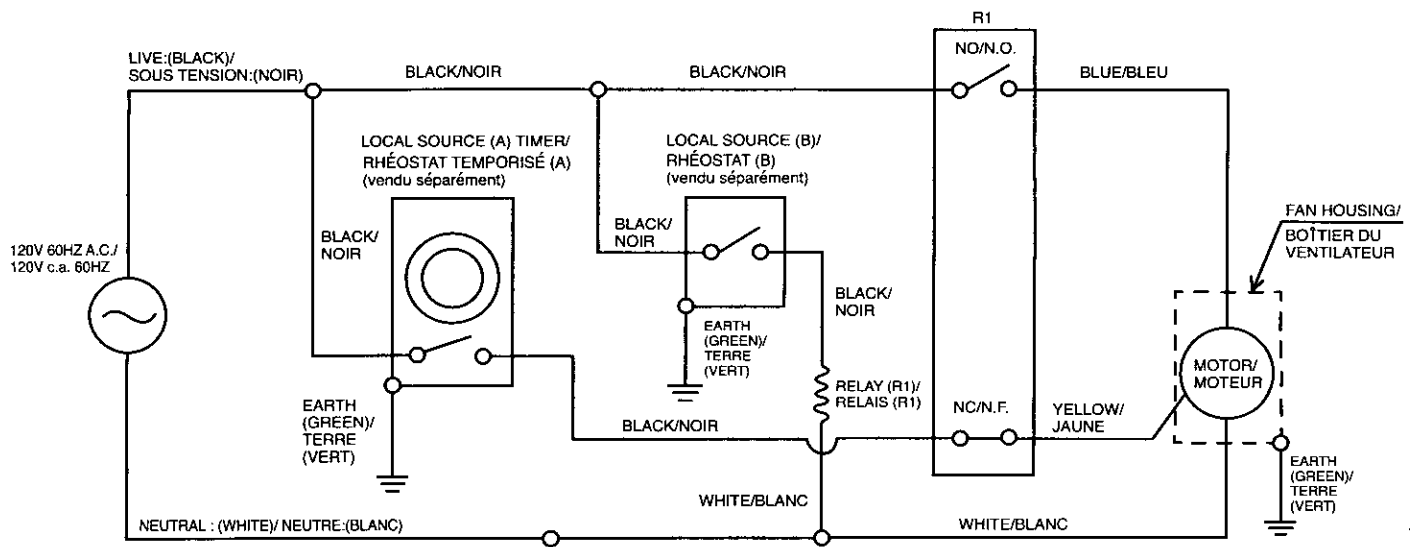 R1
NO/N.O.
LIVE:(BLACK)/
SOUS TENSION:(NOIR)
BLACK/NOIR
BLACK/NOIR
BLUE/BLEU
LOCAL SOURCE (A) TIMER/
RHÉOSTAT TEMPORISÉ (A)
(vendu séparément)
LOCAL SOURCE (B)/
RHÉOSTAT (B)
(vendu séparément)
FAN HOUSING/
BOÎTIER DU
VENTILATEUR
BLACK/
NOIR
BLACK/
NOIR
120V 60HZ A.C./
120V c.a. 60HZ
BLACK/
NOIR
EARTH
(GREEN)/
TERRE
(VERT)
MOTOR/
MOTEUR
RELAY (R1)/
RELAIS (R1)
EARTH
(GREEN)/
TERRE
(VERT)
BLACK/NOIR
NC/N.F.
YELLOW/
JAUNE
EARTH
(GREEN)/
TERRE
(VERT)
WHITE/BLANC
NEUTRAL : (WHITE)/ NEUTRE:(BLANC)
WHITE/BLANC